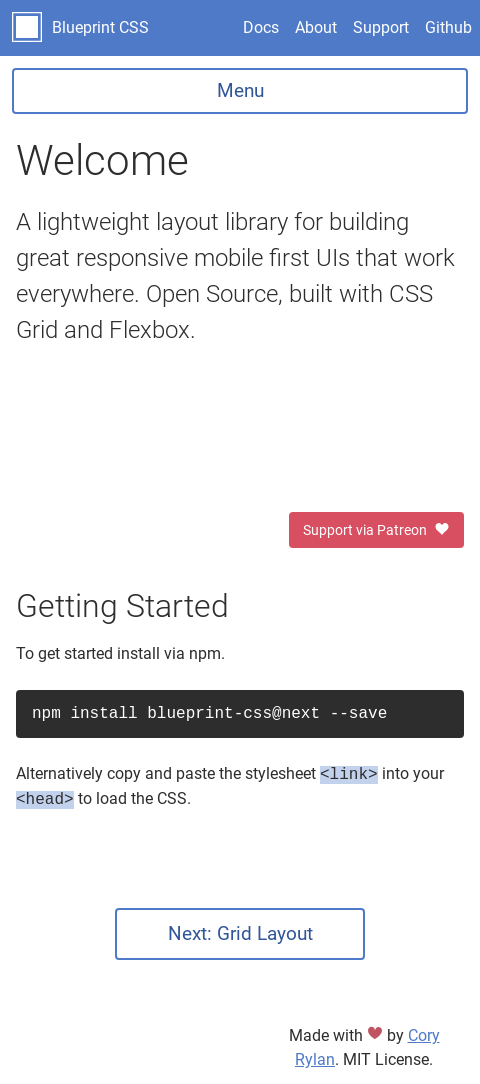 Blueprint CSS Docs About Support Github
Menu
Welcome
A lightweight layout library for building
great responsive mobile first UIs that work
everywhere. Open Source, built with CSS
Grid and Flexbox.
Support via Patreon
Getting Started
To get started install via npm.
npm install blueprint-css@next --save
Alternatively copy and paste the stylesheet <link> into your
<head> to load the CSS.
Next: Grid Layout
Made with ♥ by Cory
Rylan. MIT License.